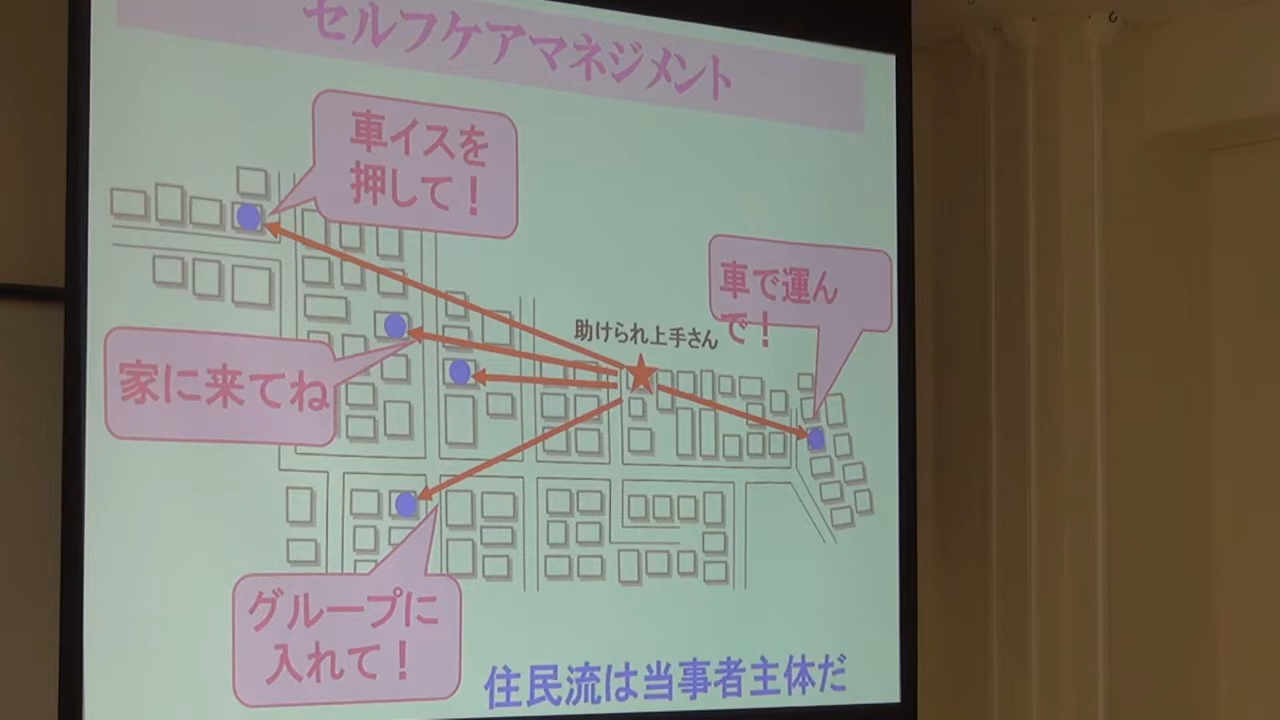 セルフケアマネジメント
車イスを
押して！
車で運ん
で！
助けられ上手さん
家に来てね
グループに
入れて！
住民流は当事者主体だ